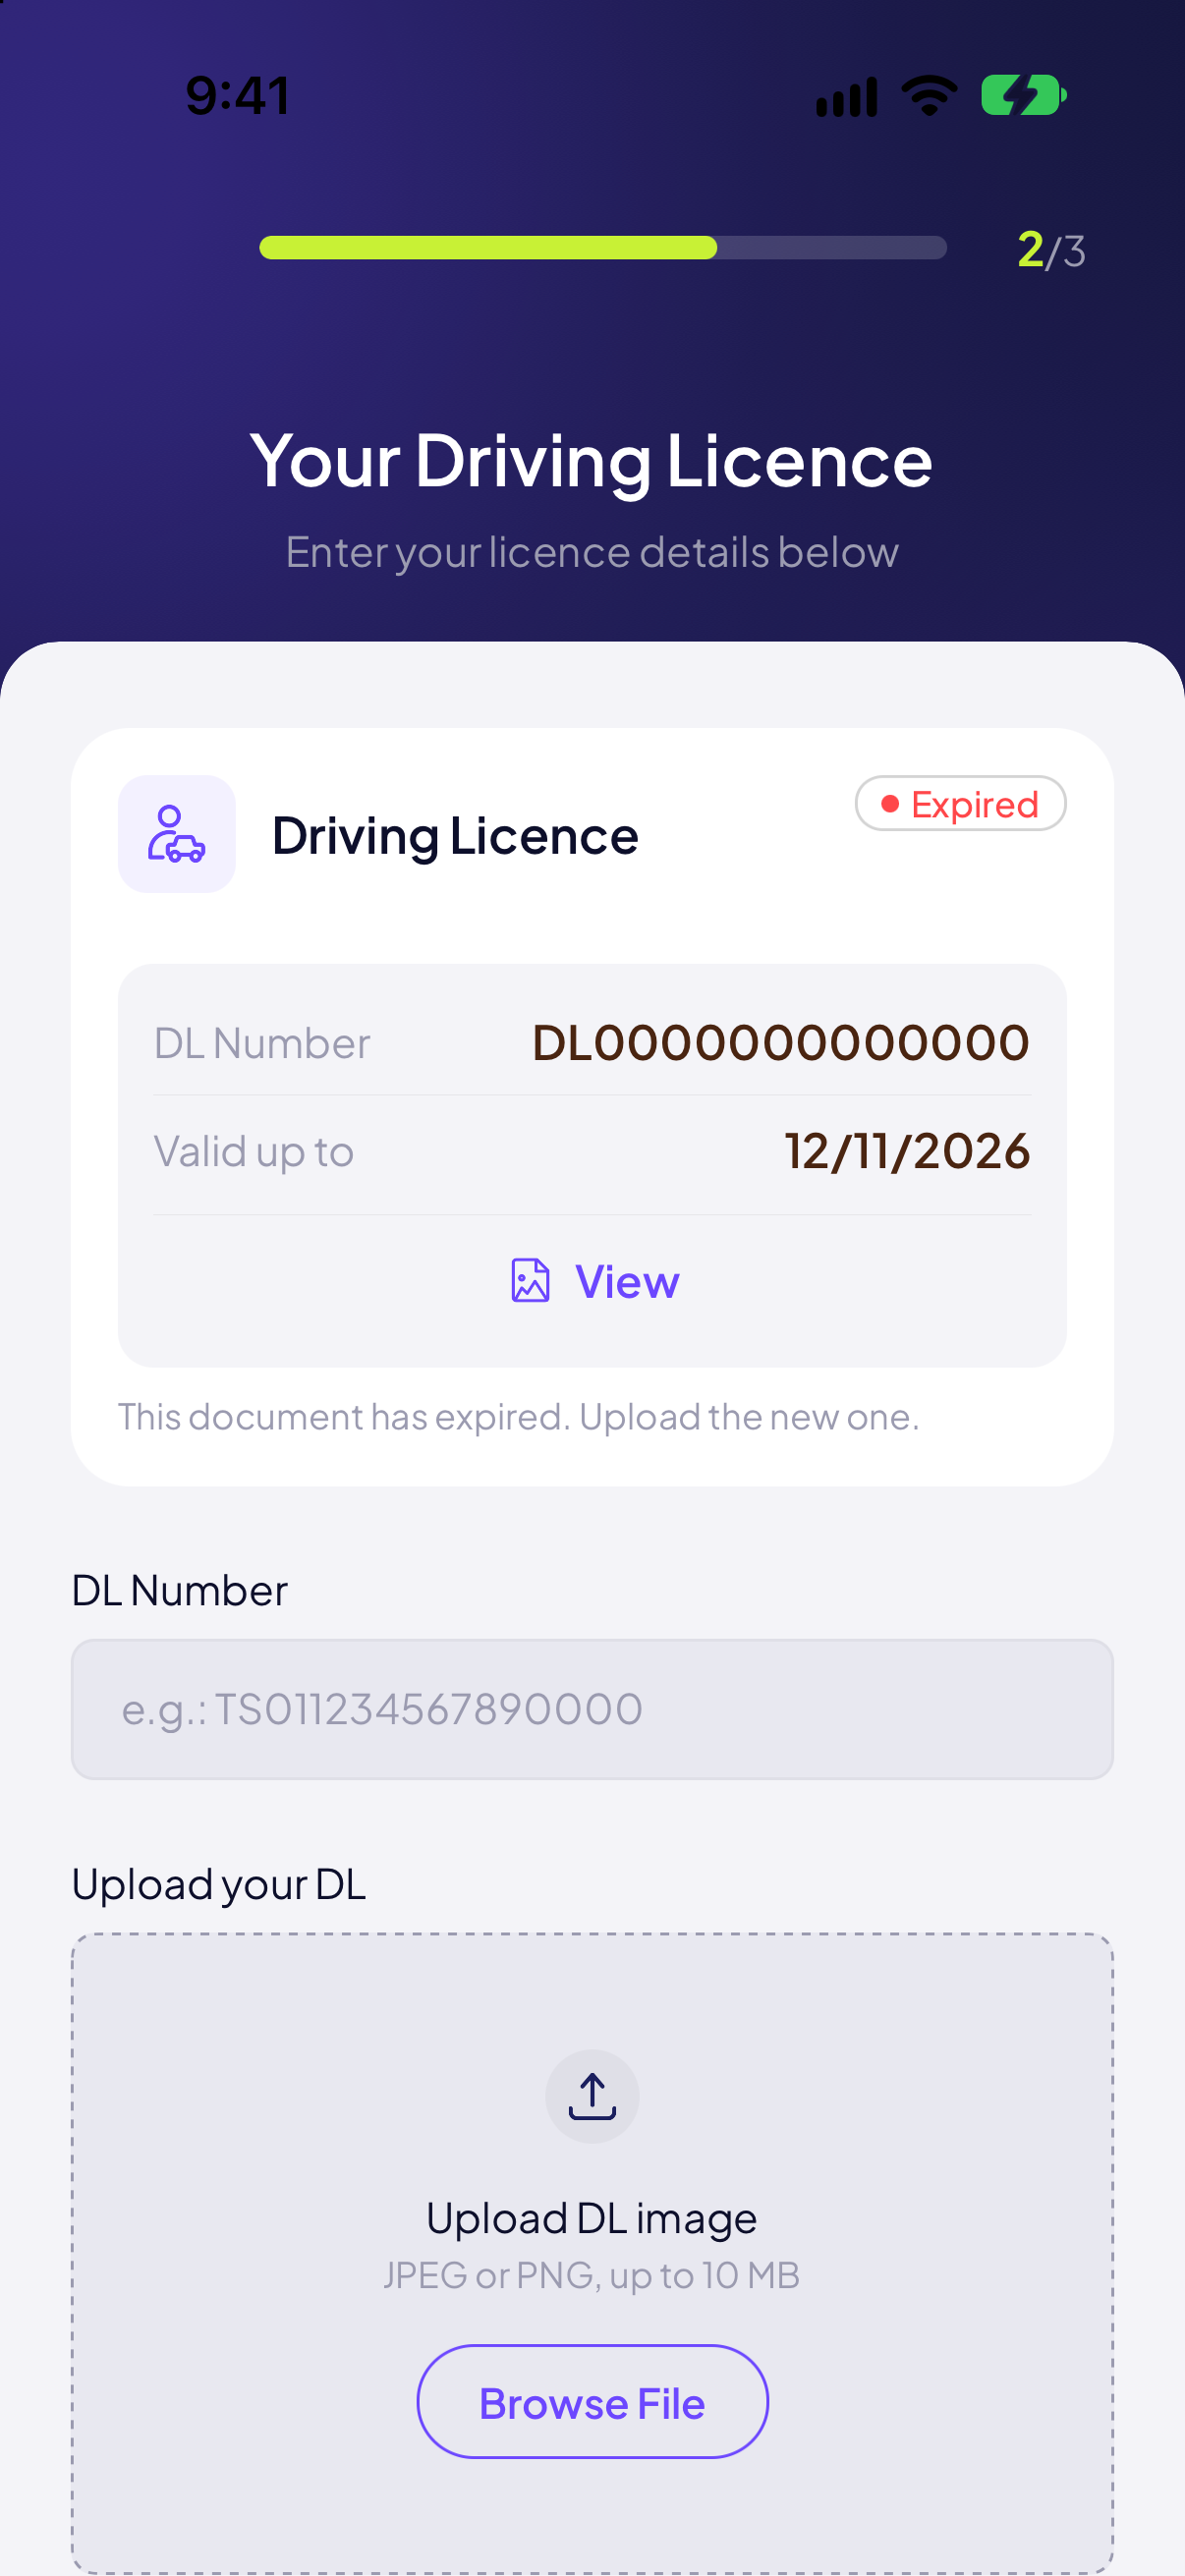 9:41
2/3
Your Driving Licence
Enter your licence details below
Driving Licence
Expired
DL Number DL0000000000000
Valid up to 12/11/2026
View
This document has expired. Upload the new one.
DL Number
e.g.: TS011234567890000
Upload your DL
Upload DL image
JPEG or PNG, up to 10 MB
Browse File